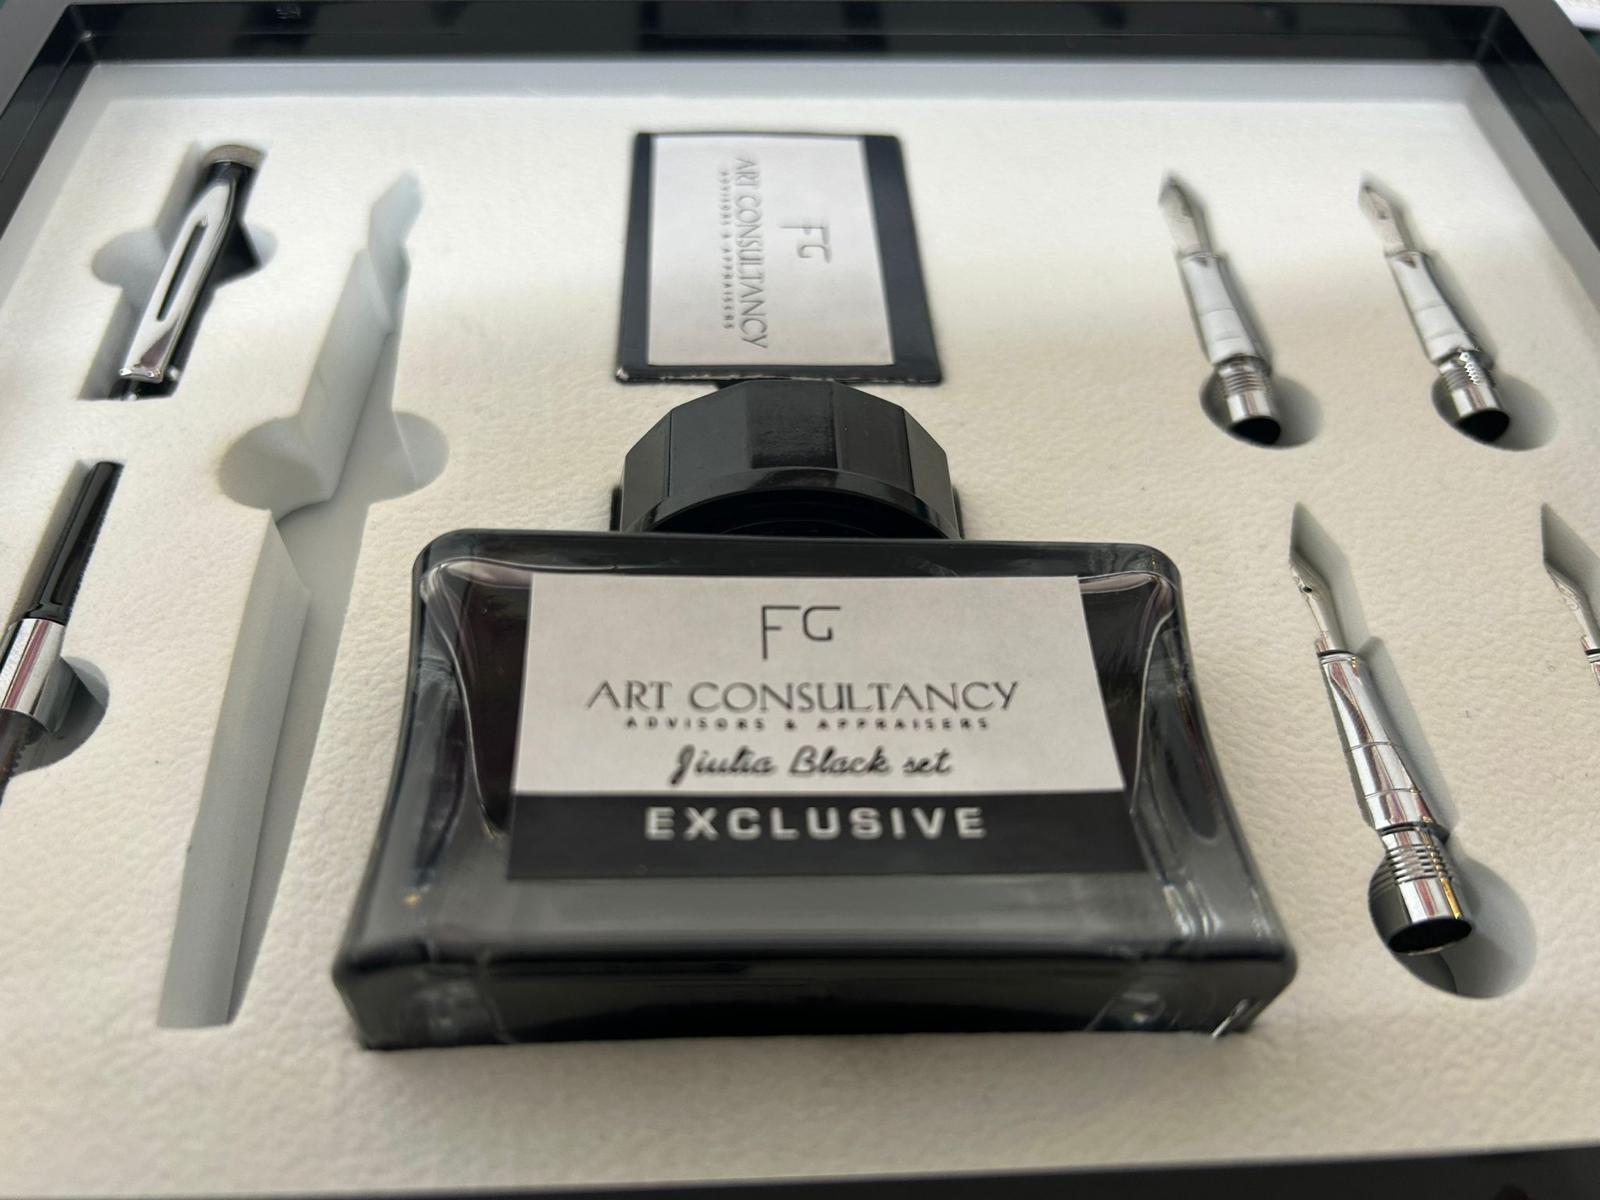 FG
ART CONSULTANCY
ADVISORS & APPRAISERS
FG
ART CONSULTANCY
ADVISORS & APPRAISERS
Jiulia Black set
EXCLUSIVE